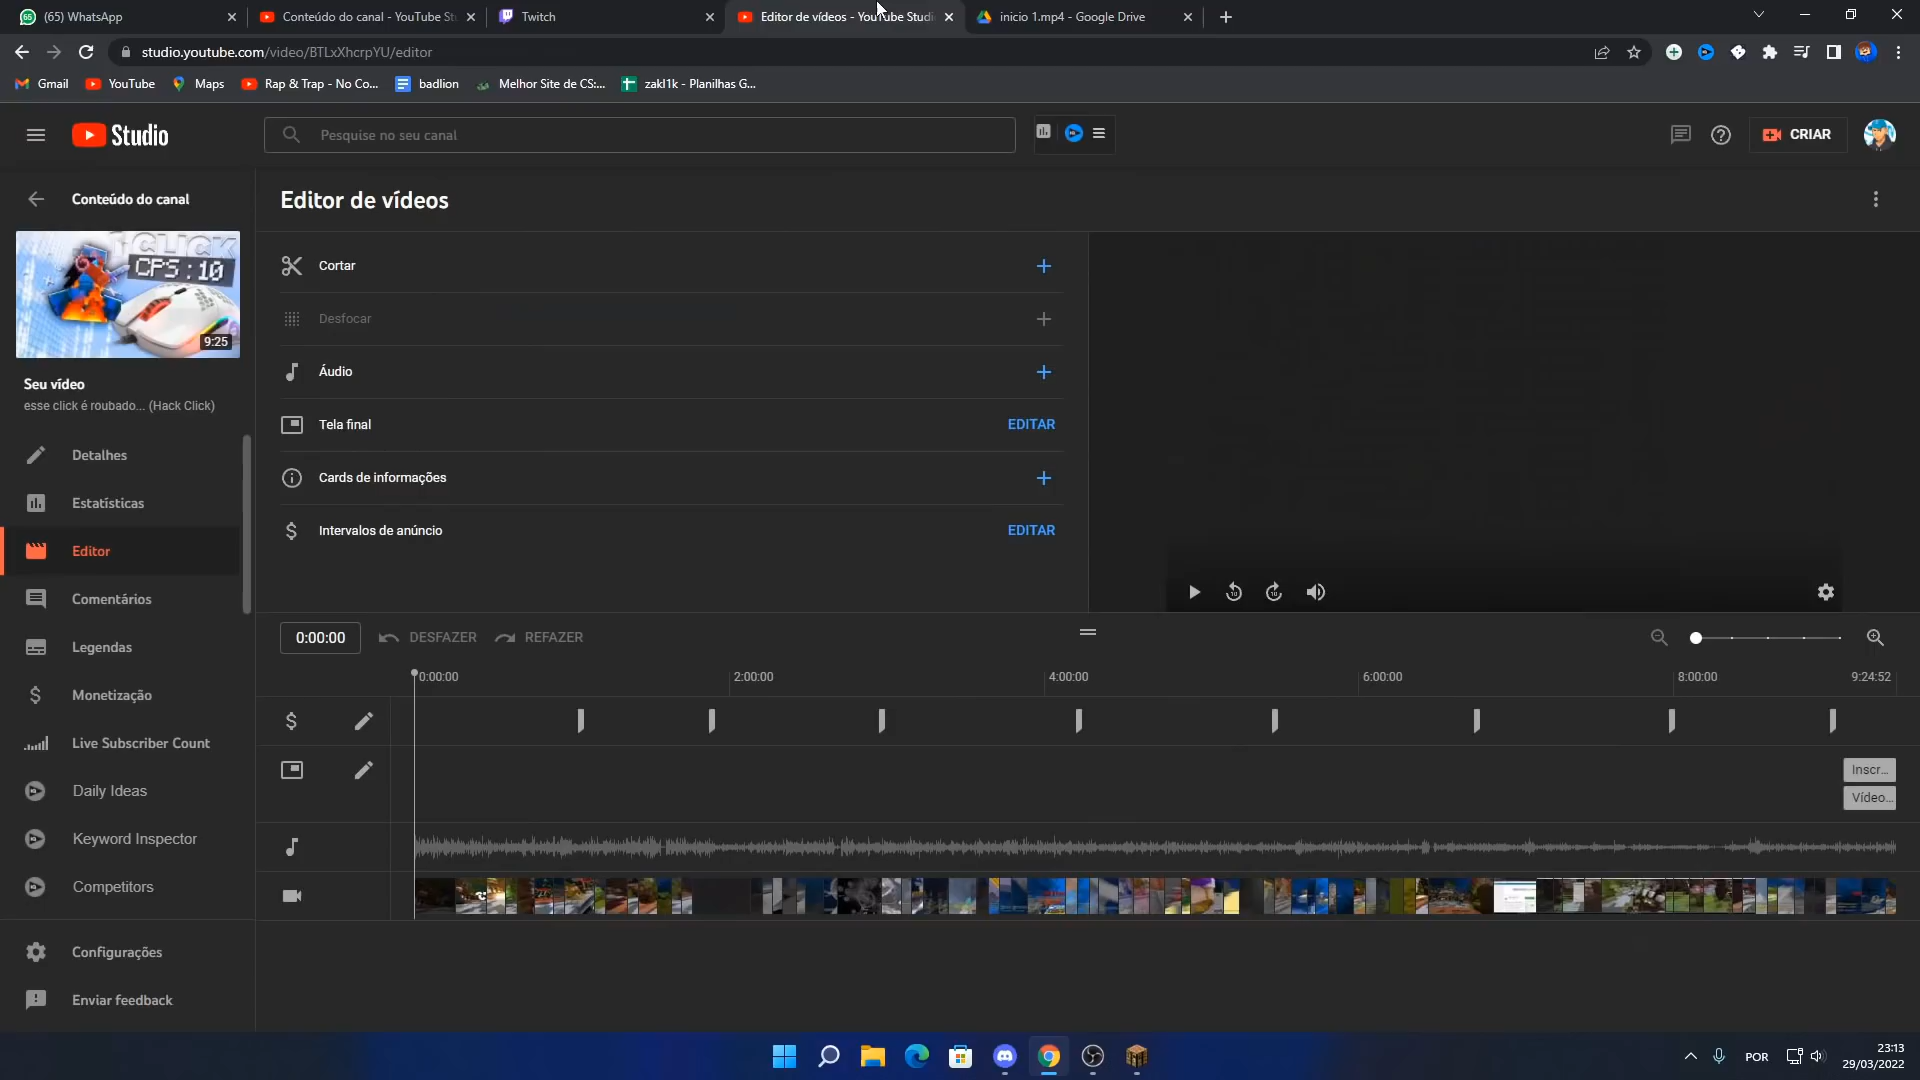 (65) WhatsApp
Conteúdo do canal - YouTube St
Twitch
Editor de vídeos - YouTube Studi
inicio 1.mp4 - Google Drive
studio.youtube.com/video/BTLxXhcrpYU/editor
Gmail
YouTube
Maps
Rap & Trap - No Co...
badlion
Melhor Site de CS:...
zakl1k - Planilhas G...
Studio
Pesquise no seu canal
CRIAR
Conteúdo do canal
Editor de vídeos
CLICK
CPS:10
9:25
Seu vídeo
esse click é roubado... (Hack Click)
Detalhes
Estatísticas
Editor
Comentários
Legendas
Monetização
Live Subscriber Count
Daily Ideas
Keyword Inspector
Competitors
Configurações
Enviar feedback
Cortar
Desfocar
Áudio
Tela final
EDITAR
Cards de informações
Intervalos de anúncio
EDITAR
0:00:00
DESFAZER
REFAZER
0:00:00
2:00:00
4:00:00
6:00:00
8:00:00
9:24:52
Inscr...
Vídeo...
POR
23:13
29/03/2022